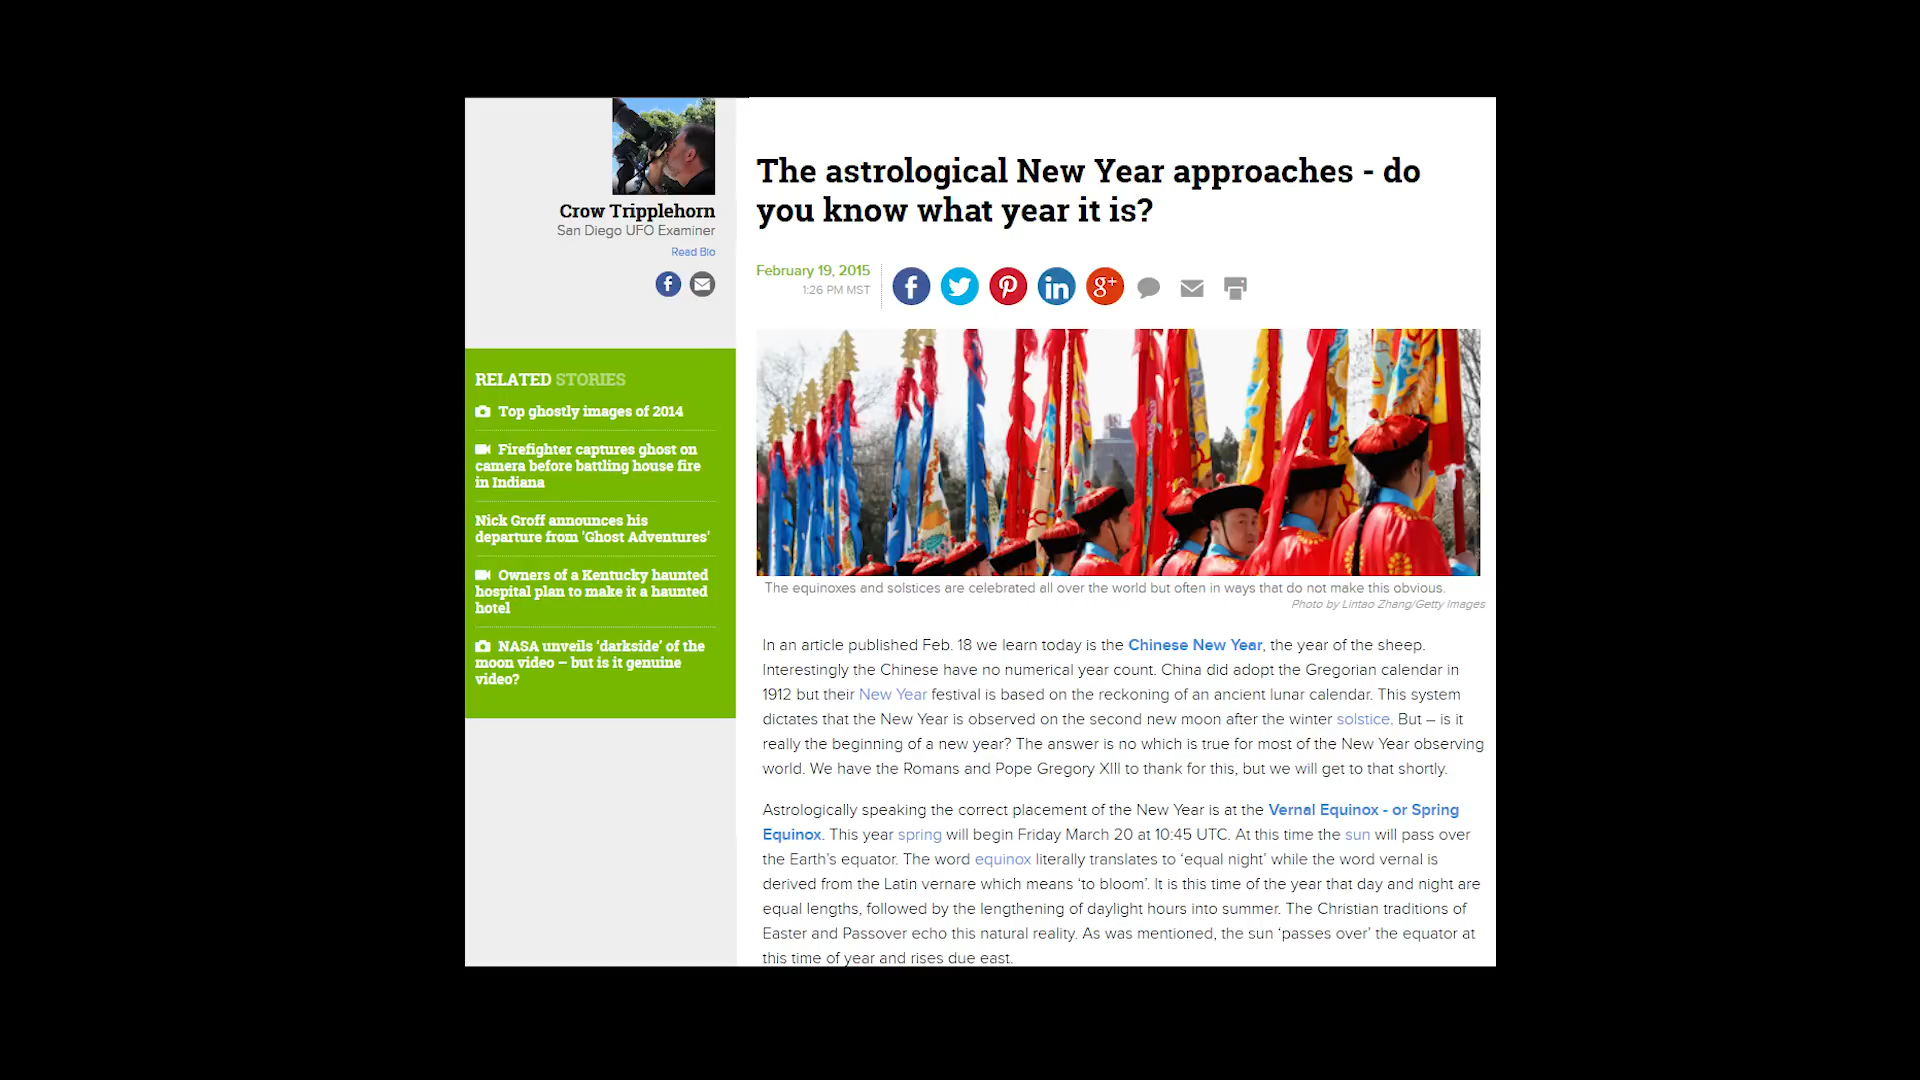 Crow Tripplehorn
San Diego UFO Examiner
Read Bio
RELATED STORIES
Top ghostly images of 2014
Firefighter captures ghost on
camera before battling house fire
in Indiana
Nick Groff announces his
departure from 'Ghost Adventures'
Owners of a Kentucky haunted
hospital plan to make it a haunted
hotel
NASA unveils ‘darkside’ of the
moon video – but is it genuine
video?
The astrological New Year approaches - do
you know what year it is?
February 19, 2015
1:26 PM MST
The equinoxes and solstices are celebrated all over the world but often in ways that do not make this obvious.
Photo by Lintao Zhang/Getty Images
In an article published Feb. 18 we learn today is the Chinese New Year, the year of the sheep.
Interestingly the Chinese have no numerical year count. China did adopt the Gregorian calendar in
1912 but their New Year festival is based on the reckoning of an ancient lunar calendar. This system
dictates that the New Year is observed on the second new moon after the winter solstice. But – is it
really the beginning of a new year? The answer is no which is true for most of the New Year observing
world. We have the Romans and Pope Gregory XIII to thank for this, but we will get to that shortly.
Astrologically speaking the correct placement of the New Year is at the Vernal Equinox - or Spring
Equinox. This year spring will begin Friday March 20 at 10:45 UTC. At this time the sun will pass over
the Earth’s equator. The word equinox literally translates to ‘equal night’ while the word vernal is
derived from the Latin vernare which means ‘to bloom’. It is this time of the year that day and night are
equal lengths, followed by the lengthening of daylight hours into summer. The Christian traditions of
Easter and Passover echo this natural reality. As was mentioned, the sun ‘passes over’ the equator at
this time of year and rises due east.